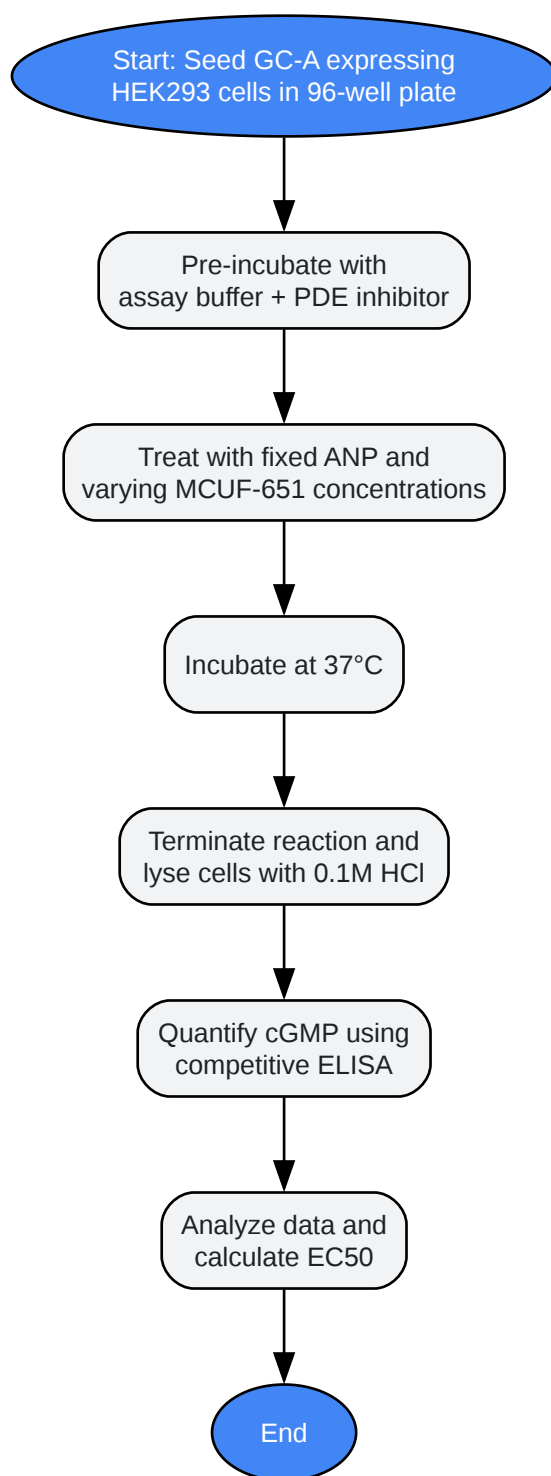 Start: Seed GC-A expressing
HEK293 cells in 96-well plate
Pre-incubate with
assay buffer + PDE inhibitor
Treat with fixed ANP and
varying MCUF-651 concentrations
Incubate at 37°C
Terminate reaction and
lyse cells with 0.1M HCl
Quantify cGMP using
competitive ELISA
Analyze data and
calculate EC50
End